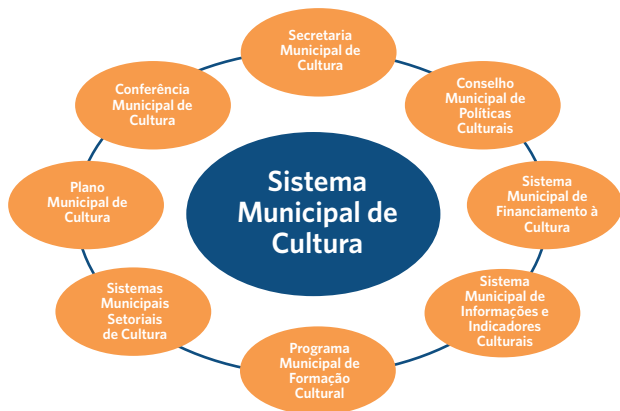 Secretaria
Municipal de
Cultura
Conselho
Municipal de
Políticas
Culturais
Sistema
Municipal de
Financiamento à
Cultura
Sistema
Municipal de
Informações e
Indicadores
Culturais
Programa
Municipal de
Formação
Cultural
Sistemas
Municipais
Setoriais
de Cultura
Plano
Municipal de
Cultura
Conferência
Municipal de
Cultura
Sistema
Municipal de
Cultura